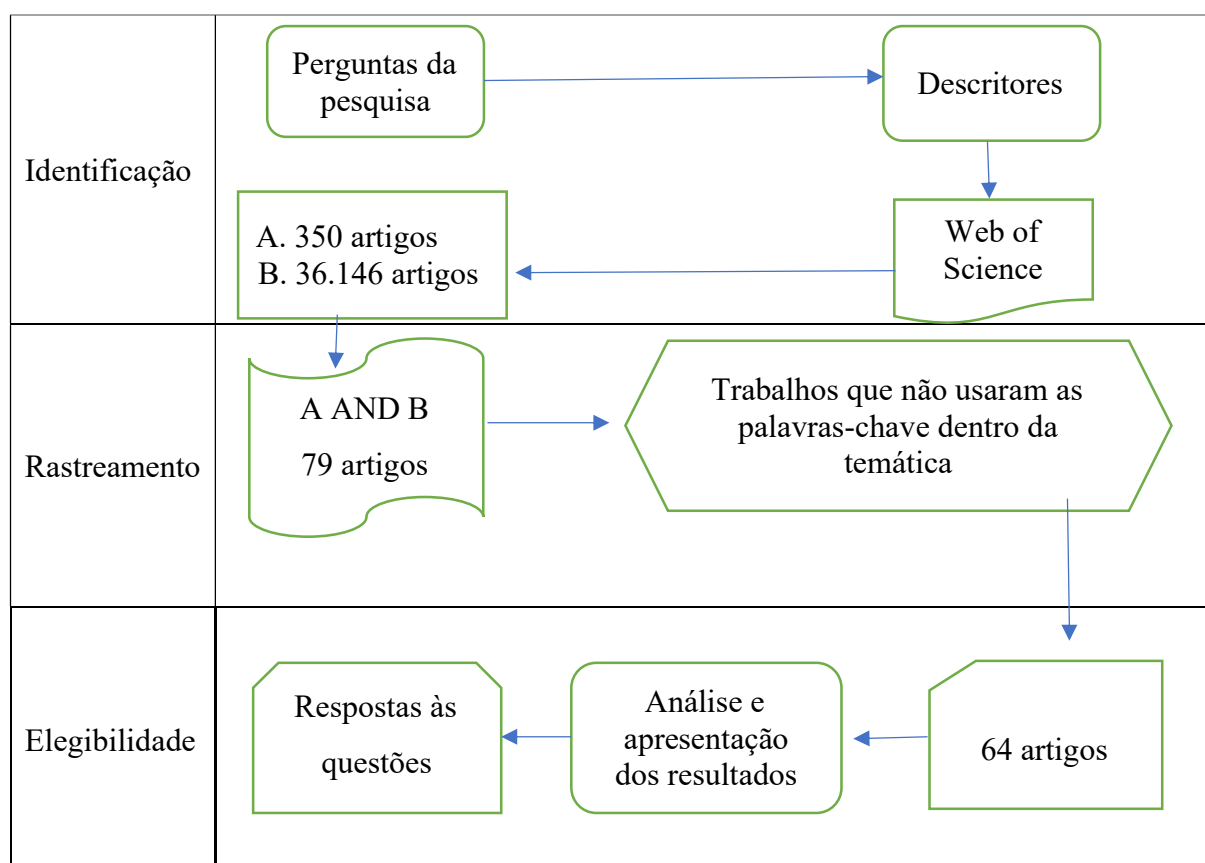 Identificação
Perguntas da
pesquisa
Descritores
Web of
Science
A. 350 artigos
B. 36.146 artigos
Rastreamento
A AND B
79 artigos
Trabalhos que não usaram as
palavras-chave dentro da
temática
Elegibilidade
64 artigos
Análise e
apresentação
dos resultados
Respostas às
questões